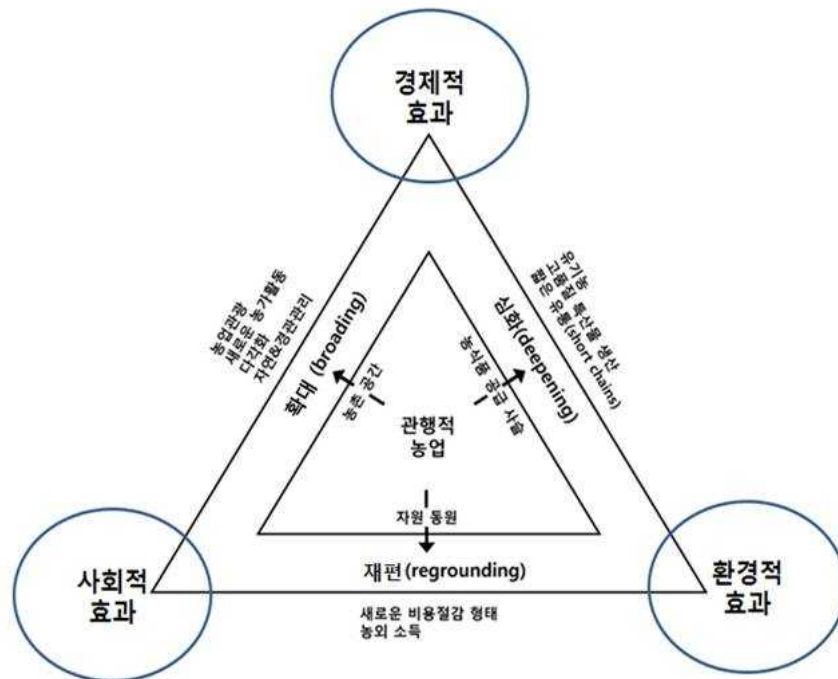 경제적
효과
농업관광
새로운 농가활동
다각화
자연&경관관리
확대 (broading)
농촌 공간
유기농
고품질 특산물 생산
짧은 유통(short chains)
심화(deepening)
농식품 공급 사슬
관행적
농업
자원 동원
재편(regrounding)
사회적
효과
환경적
효과
새로운 비용절감 형태
농외 소득